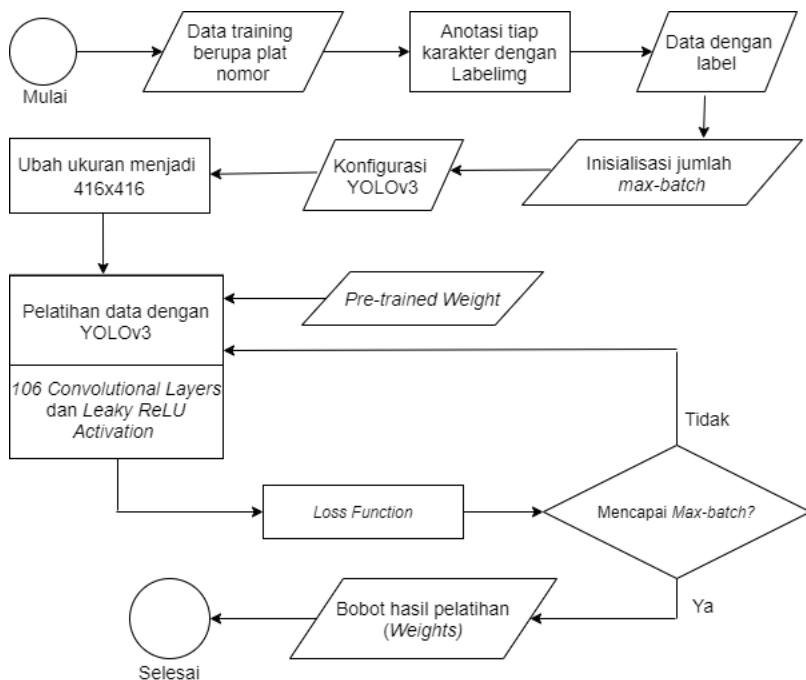 Mulai
Data training
berupa plat
nomor
Anotasi tiap
karakter dengan
Labelimg
Data dengan
label
Inisialisasi jumlah
max-batch
Konfigurasi
YOLOv3
Ubah ukuran menjadi
416x416
Pelatihan data dengan
YOLOv3
106 Convolutional Layers
dan Leaky ReLU
Activation
Pre-trained Weight
Loss Function
Mencapai Max-batch?
Tidak
Ya
Bobot hasil pelatihan
(Weights)
Selesai